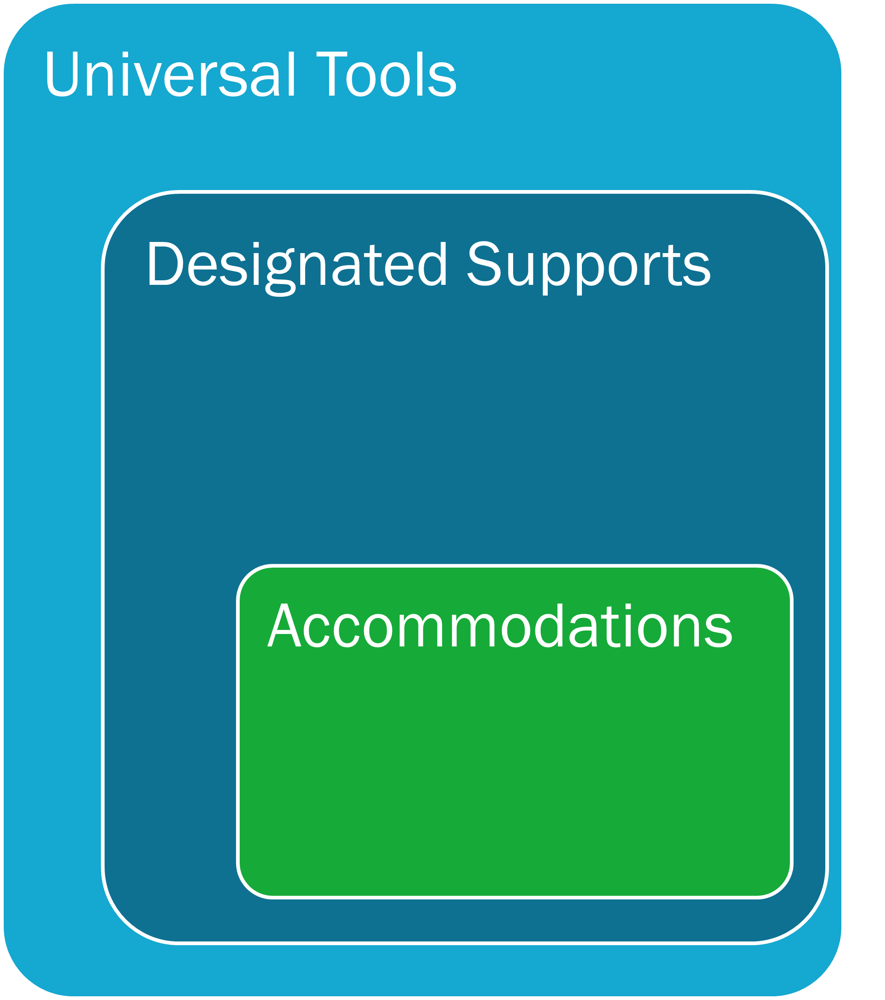 Universal Tools
Designated Supports
Accommodations